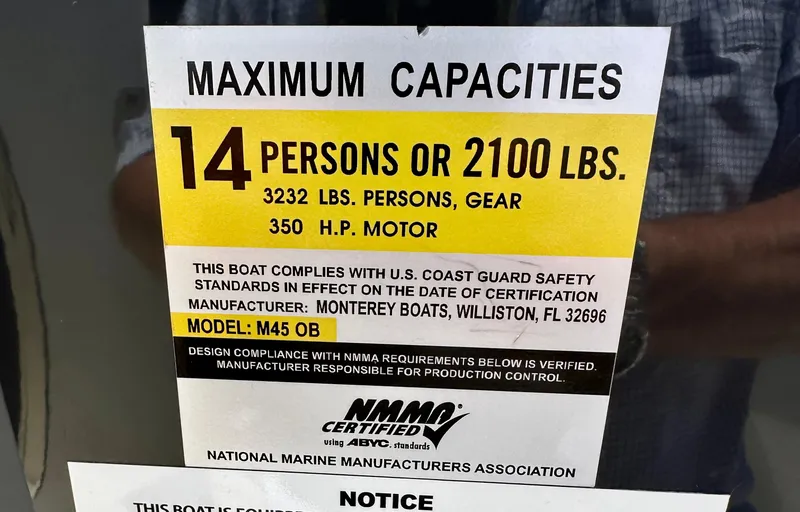 MAXIMUM CAPACITIES
14 PERSONS OR 2100 LBS.
3232 LBS. PERSONS, GEAR
350 H.P. MOTOR
THIS BOAT COMPLIES WITH U.S. COAST GUARD SAFETY
STANDARDS IN EFFECT ON THE DATE OF CERTIFICATION
MANUFACTURER: MONTEREY BOATS, WILLISTON, FL 32696
MODEL: M45 OB
DESIGN COMPLIANCE WITH NMMA REQUIREMENTS BELOW IS VERIFIED.
MANUFACTURER RESPONSIBLE FOR PRODUCTION CONTROL.
NMMA®
CERTIFIED
using ABYC. standards
NATIONAL MARINE MANUFACTURERS ASSOCIATION
NOTICE
THIS BOAT IS